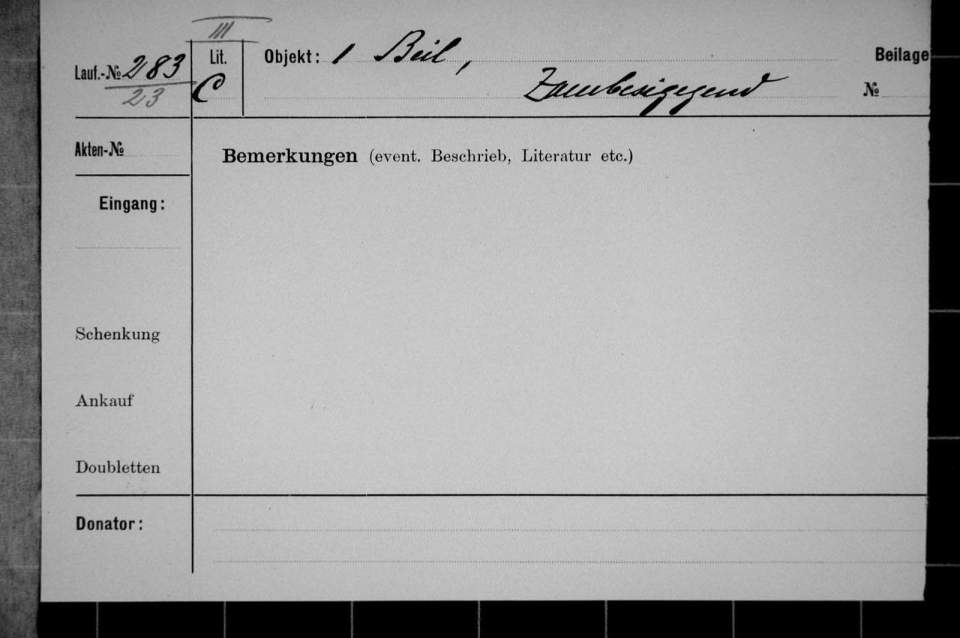 III
Lauf.-№ 283 Lit. Objekt: 1 Beil, Beilage
23 C Zambesigegend №
Akten-№
Bemerkungen (event. Beschrieb, Literatur etc.)
Eingang:
Schenkung
Ankauf
Doubletten
Donator: